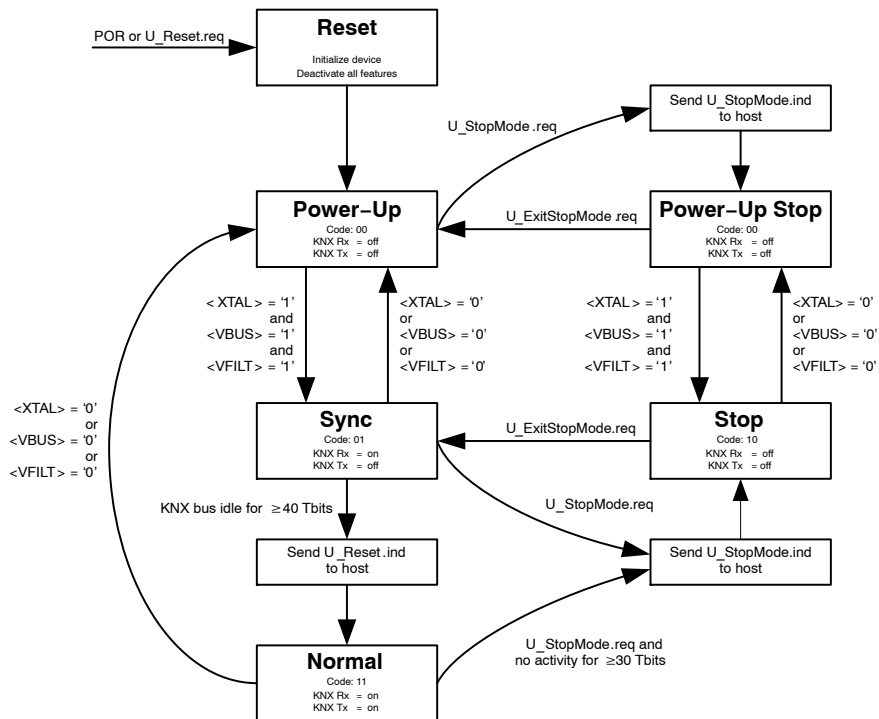 POR or U_Reset.req
Reset
Initialize device
Deactivate all features
U_StopMode .req
Send U_StopMode.ind
to host
Power−Up
Code: 00
KNX Rx = off
KNX Tx = off
U_ExitStopMode .req
Power−Up Stop
Code: 00
KNX Rx = off
KNX Tx = off
<XTAL> = ‘1’
and
<VBUS> = ‘1’
and
<VFILT> = ‘1’
<XTAL> = ‘0’
or
<VBUS> = ‘0’
or
<VFILT> = ‘0’
<XTAL> = ‘1’
and
<VBUS> = ‘1’
and
<VFILT> = ‘1’
<XTAL> = ‘0’
or
<VBUS> = ‘0’
or
<VFILT> = ‘0’
<XTAL> = ‘0’
or
<VBUS> = ‘0’
or
<VFILT> = ‘0’
Sync
Code: 01
KNX Rx = on
KNX Tx = off
U_ExitStopMode.req
Stop
Code: 10
KNX Rx = off
KNX Tx = off
KNX bus idle for ≥40 Tbits
U_StopMode.req
Send U_Reset.ind
to host
Send U_StopMode.ind
to host
Normal
Code: 11
KNX Rx = on
KNX Tx = on
U_StopMode.req and
no activity for ≥30 Tbits